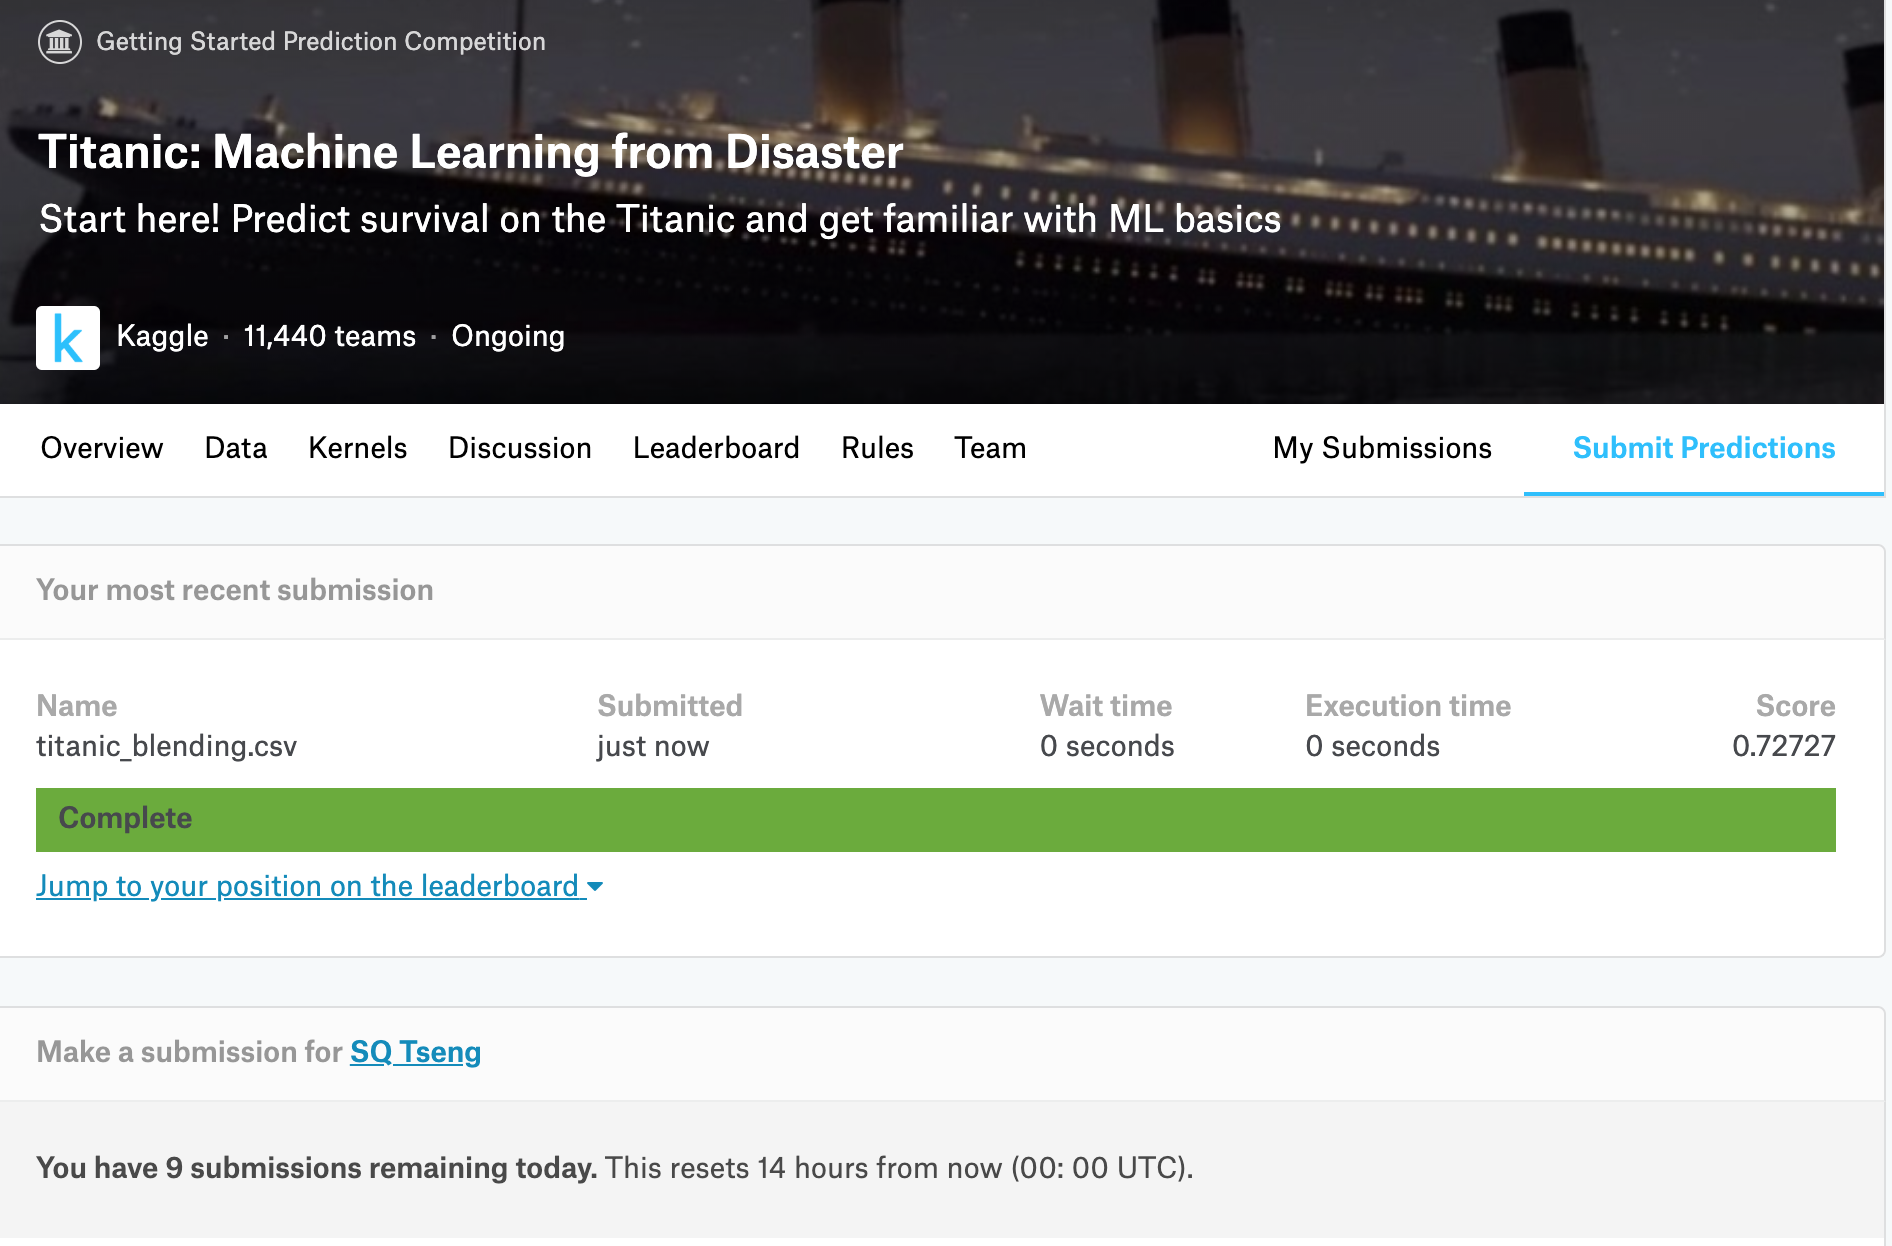 Getting Started Prediction Competition
Titanic: Machine Learning from Disaster
Start here! Predict survival on the Titanic and get familiar with ML basics
k
Kaggle · 11,440 teams · Ongoing
Overview Data Kernels Discussion Leaderboard Rules Team My Submissions Submit Predictions
Your most recent submission
Name Submitted Wait time Execution time Score
titanic_blending.csv just now 0 seconds 0 seconds 0.72727
Complete
Jump to your position on the leaderboard
Make a submission for SQ Tseng
You have 9 submissions remaining today. This resets 14 hours from now (00: 00 UTC).